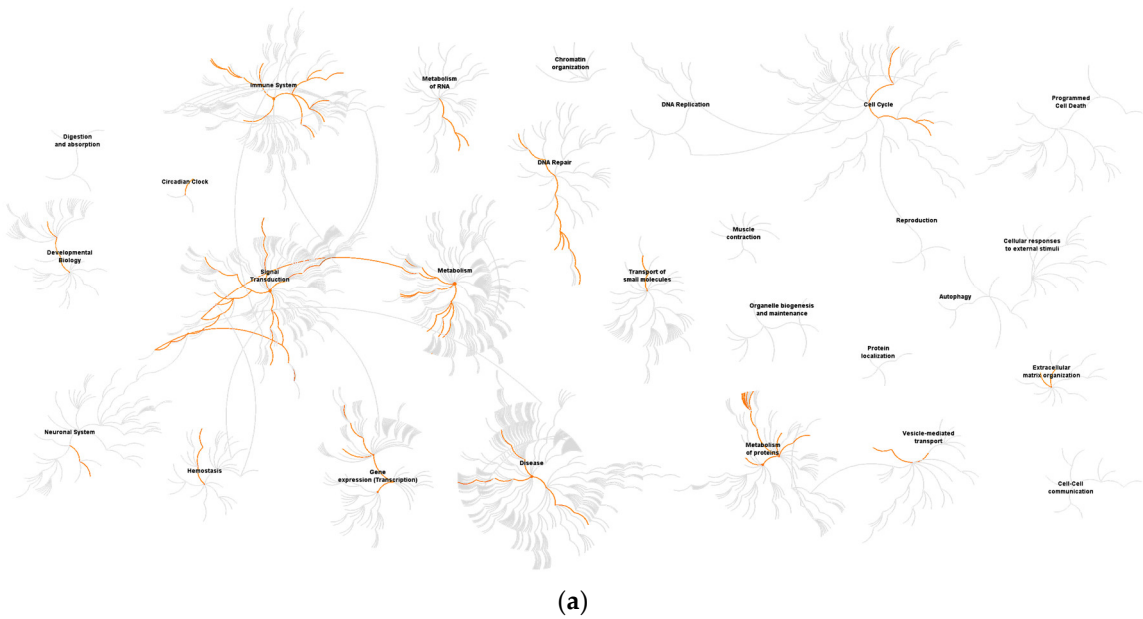 Immune System
Metabolism
of RNA
Chromatin
organization
DNA Replication
Cell Cycle
Programmed
Cell Death
Digestion
and absorption
Circadian Clock
DNA Repair
Developmental
Biology
Signal
Transduction
Metabolism
Transport of
small molecules
Muscle
contraction
Reproduction
Cellular responses
to external stimuli
Organelle biogenesis
and maintenance
Autophagy
Protein
localization
Extracellular
matrix organization
Neuronal System
Hemostasis
Gene
expression (Transcription)
Disease
Metabolism
of proteins
Vesicle-mediated
transport
Cell-Cell
communication
(a)